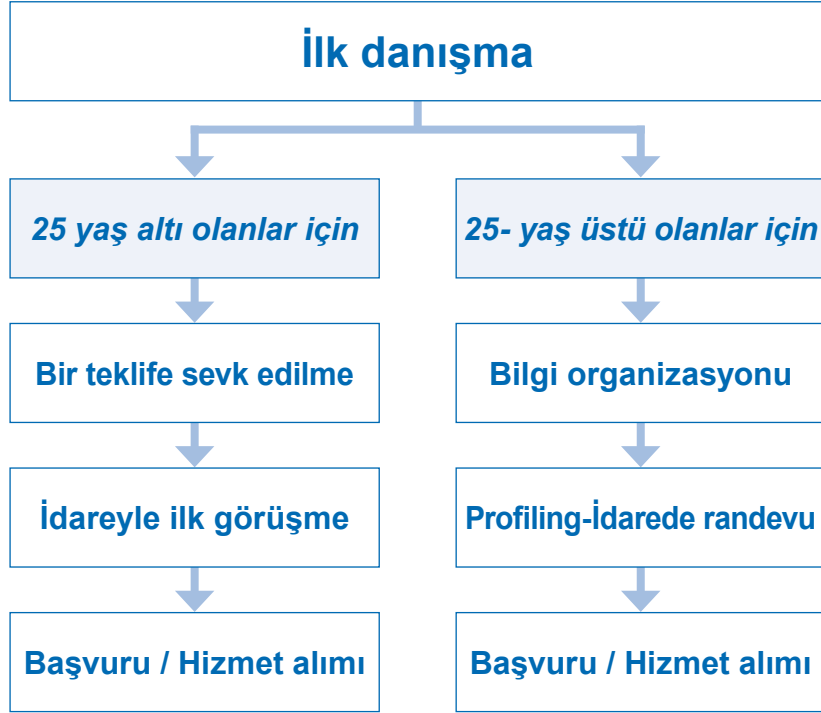 İlk danışma
25 yaş altı olanlar için
25- yaş üstü olanlar için
Bir teklife sevk edilme
Bilgi organizasyonu
İdareyle ilk görüşme
Profiling-İdarede randevu
Başvuru / Hizmet alımı
Başvuru / Hizmet alımı